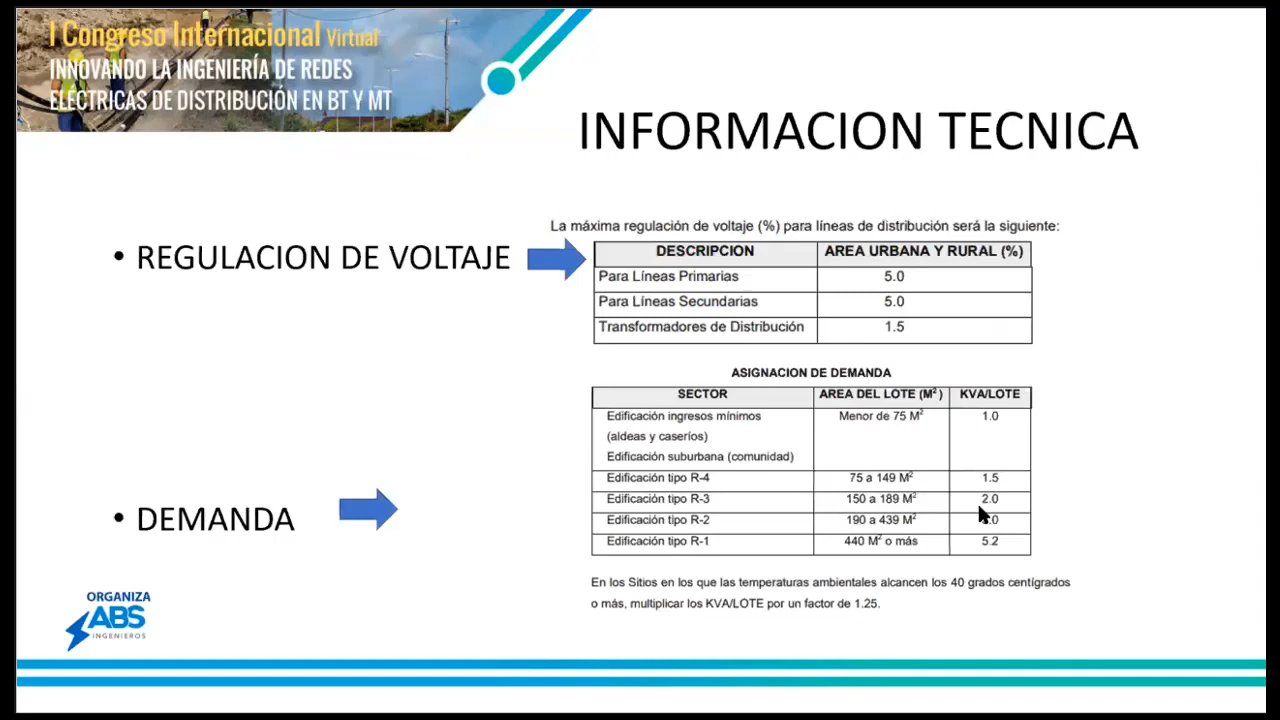 I Congreso Internacional Virtual
INNOVANDO LA INGENIERÍA DE REDES
ELÉCTRICAS DE DISTRIBUCIÓN EN BT Y MT
INFORMACION TECNICA
• REGULACION DE VOLTAJE
La máxima regulación de voltaje (%) para líneas de distribución será la siguiente:
DESCRIPCION AREA URBANA Y RURAL (%)
Para Líneas Primarias 5.0
Para Líneas Secundarias 5.0
Transformadores de Distribución 1.5
ASIGNACION DE DEMANDA
SECTOR AREA DEL LOTE (M²) KVA/LOTE
Edificación ingresos mínimos Menor de 75 M² 1.0
(aldeas y caseríos)
Edificación suburbana (comunidad)
Edificación tipo R-4 75 a 149 M² 1.5
Edificación tipo R-3 150 a 189 M² 2.0
Edificación tipo R-2 190 a 439 M²
Edificación tipo R-1 440 M² o más 5.2
• DEMANDA
En los Sitios en los que las temperaturas ambientales alcancen los 40 grados centígrados
o más, multiplicar los KVA/LOTE por un factor de 1.25.
ORGANIZA
ABS
INGENIEROS